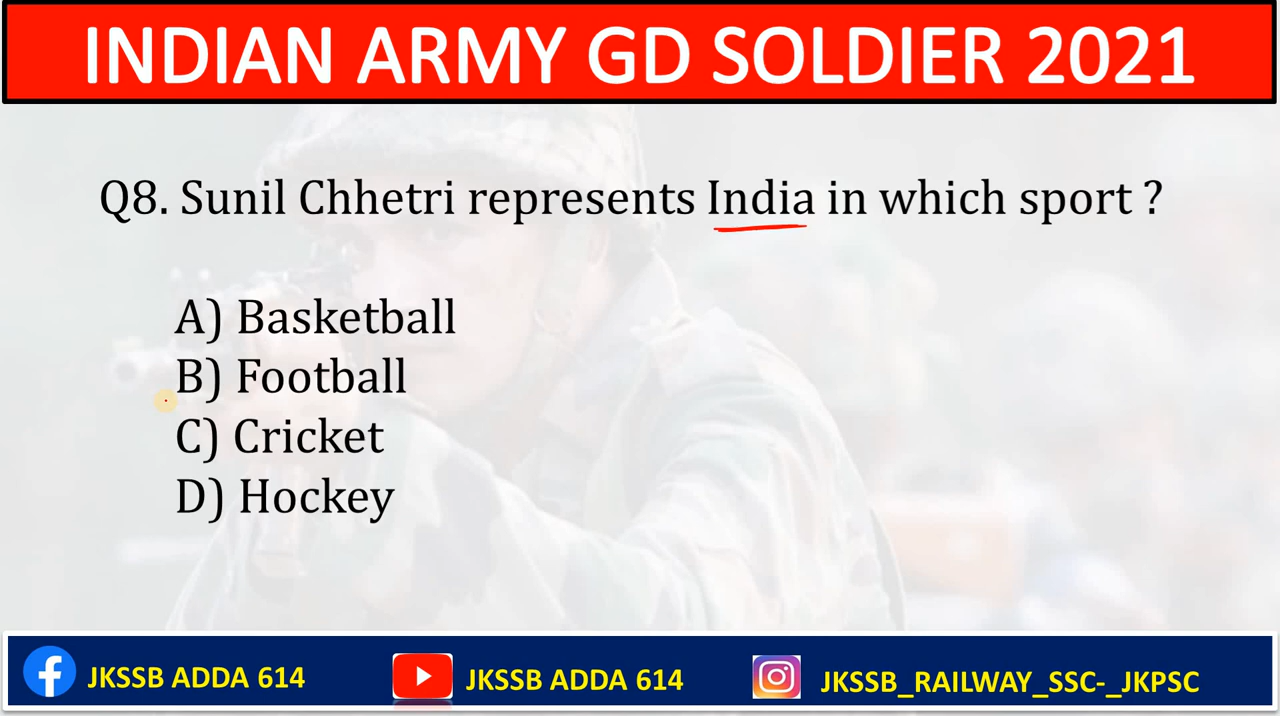 INDIAN ARMY GD SOLDIER 2021
Q8. Sunil Chhetri represents India in which sport ?
A) Basketball
B) Football
C) Cricket
D) Hockey
JKSSB ADDA 614
JKSSB ADDA 614
JKSSB_RAILWAY_SSC-_JKPSC